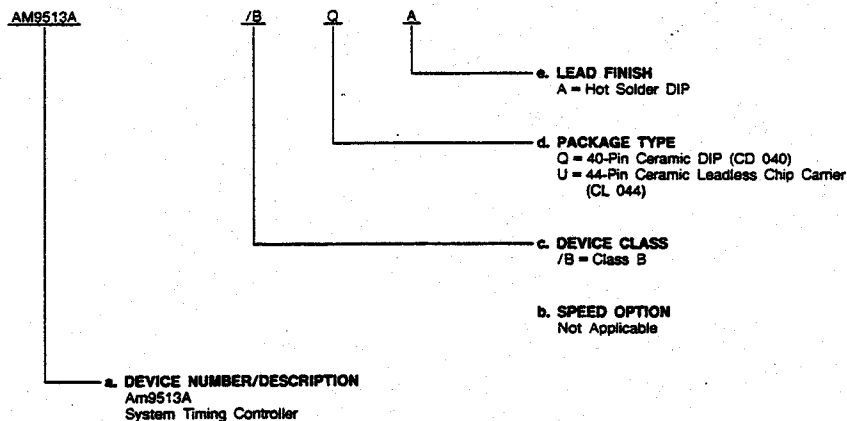 AM9513A /B Q A
e. LEAD FINISH
A = Hot Solder DIP
d. PACKAGE TYPE
Q = 40-Pin Ceramic DIP (CD 040)
U = 44-Pin Ceramic Leadless Chip Carrier
(CL 044)
c. DEVICE CLASS
/B = Class B
b. SPEED OPTION
Not Applicable
a. DEVICE NUMBER/DESCRIPTION
Am9513A
System Timing Controller